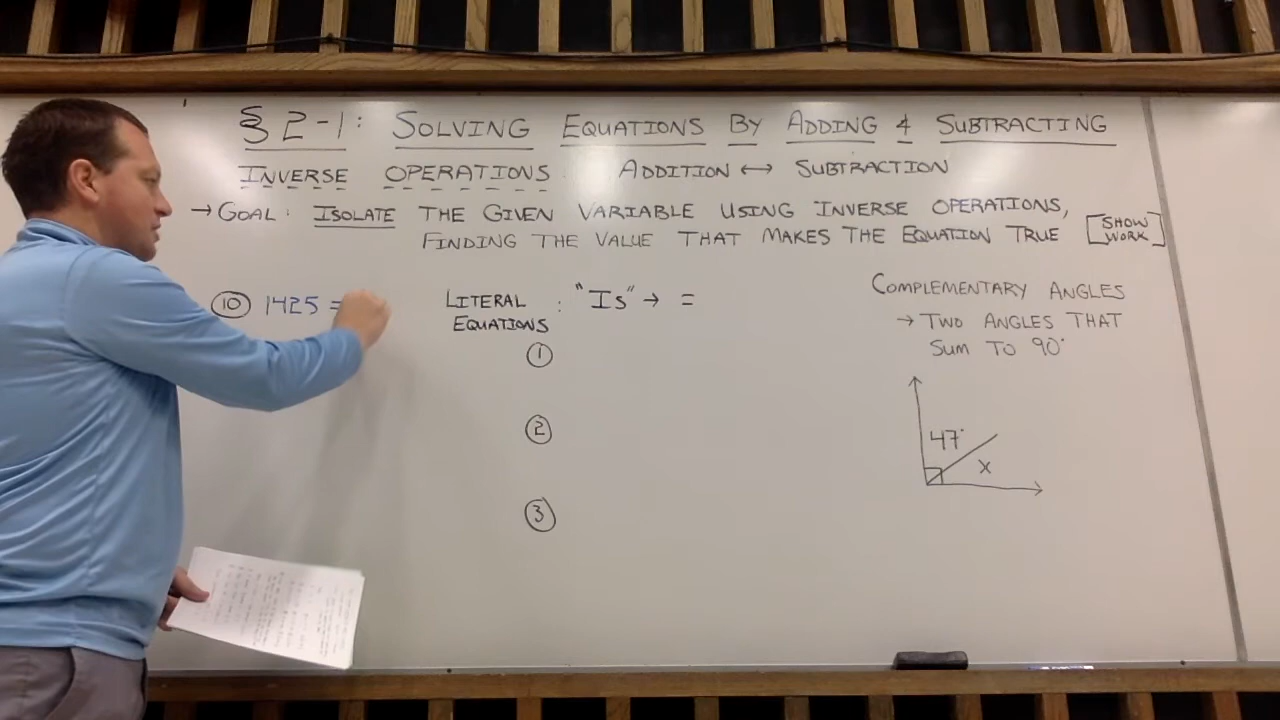 § 2-1: SOLVING EQUATIONS BY ADDING & SUBTRACTING
INVERSE OPERATIONS: ADDITION ↔ SUBTRACTION
→ GOAL: ISOLATE THE GIVEN VARIABLE USING INVERSE OPERATIONS,
FINDING THE VALUE THAT MAKES THE EQUATION TRUE [SHOW WORK]
⑩ 1425 =
LITERAL EQUATIONS : "IS" → =
①
②
③
COMPLEMENTARY ANGLES
→ TWO ANGLES THAT
SUM TO 90°
47°
x